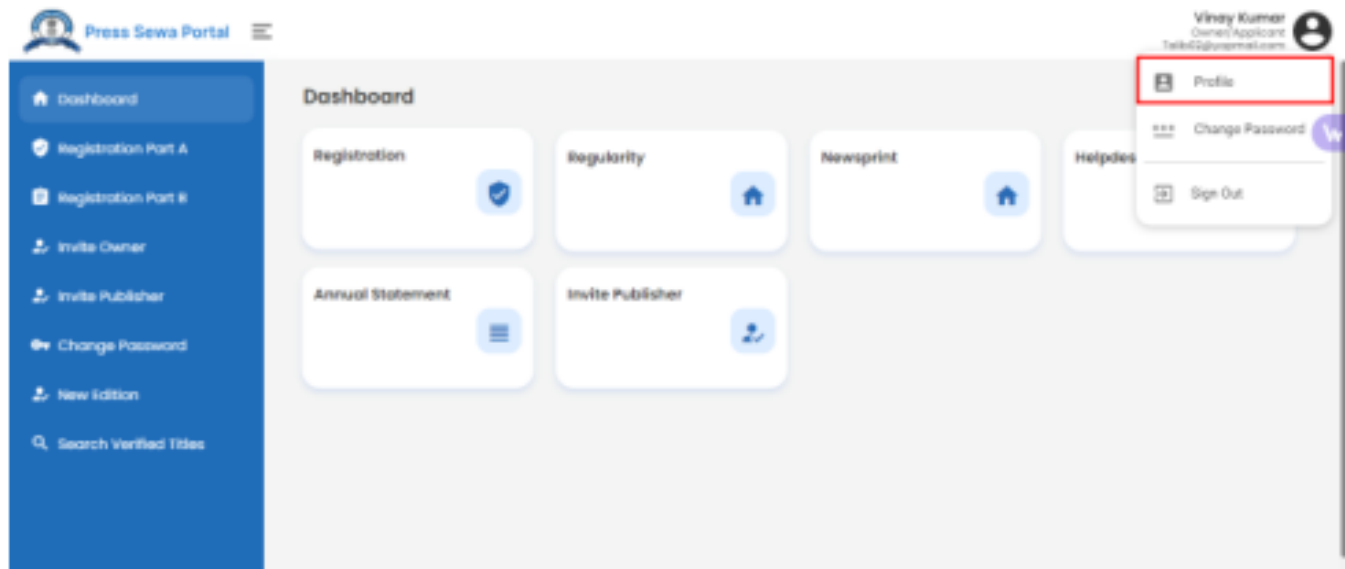 Press Sewa Portal
Vinay Kumar
Owner/Applicant
Dashboard
Registration Part A
Registration Part B
Invite Owner
Invite Publisher
Change Password
New Edition
Search Verified Titles
Dashboard
Registration
Regularity
Newsprint
Helpdes
Annual Statement
Invite Publisher
Profile
Change Password
Sign Out